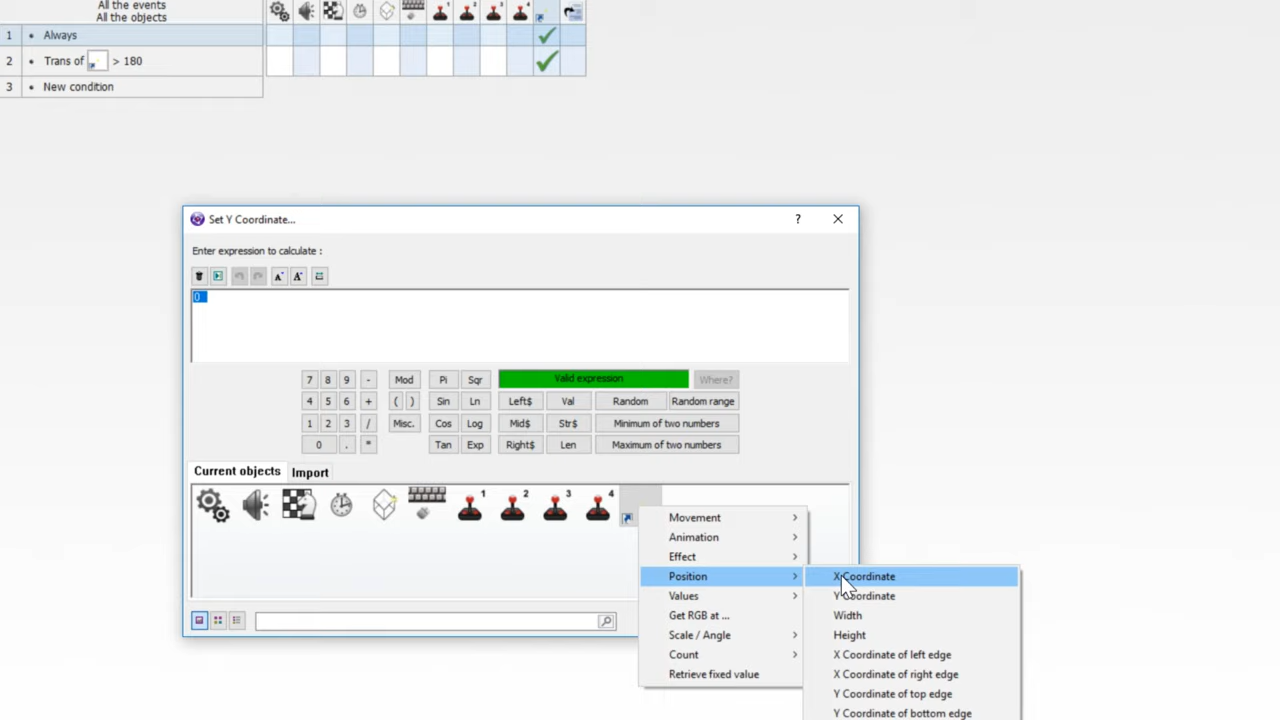 All the events
All the objects
1 • Always
2 • Trans of > 180
3 • New condition
Set Y Coordinate...
?
Enter expression to calculate :
A A
0
7 8 9 - Mod Pi Sqr Valid expression Where?
4 5 6 + ( ) Sin Ln Left$ Val Random Random range
1 2 3 / Misc. Cos Log Mid$ Str$ Minimum of two numbers
0 . * Tan Exp Right$ Len Maximum of two numbers
Current objects Import
1 2 3 4
Movement
Animation
Effect
Position
Values
Get RGB at ...
Scale / Angle
Count
Retrieve fixed value
X Coordinate
Y Coordinate
Width
Height
X Coordinate of left edge
X Coordinate of right edge
Y Coordinate of top edge
Y Coordinate of bottom edge